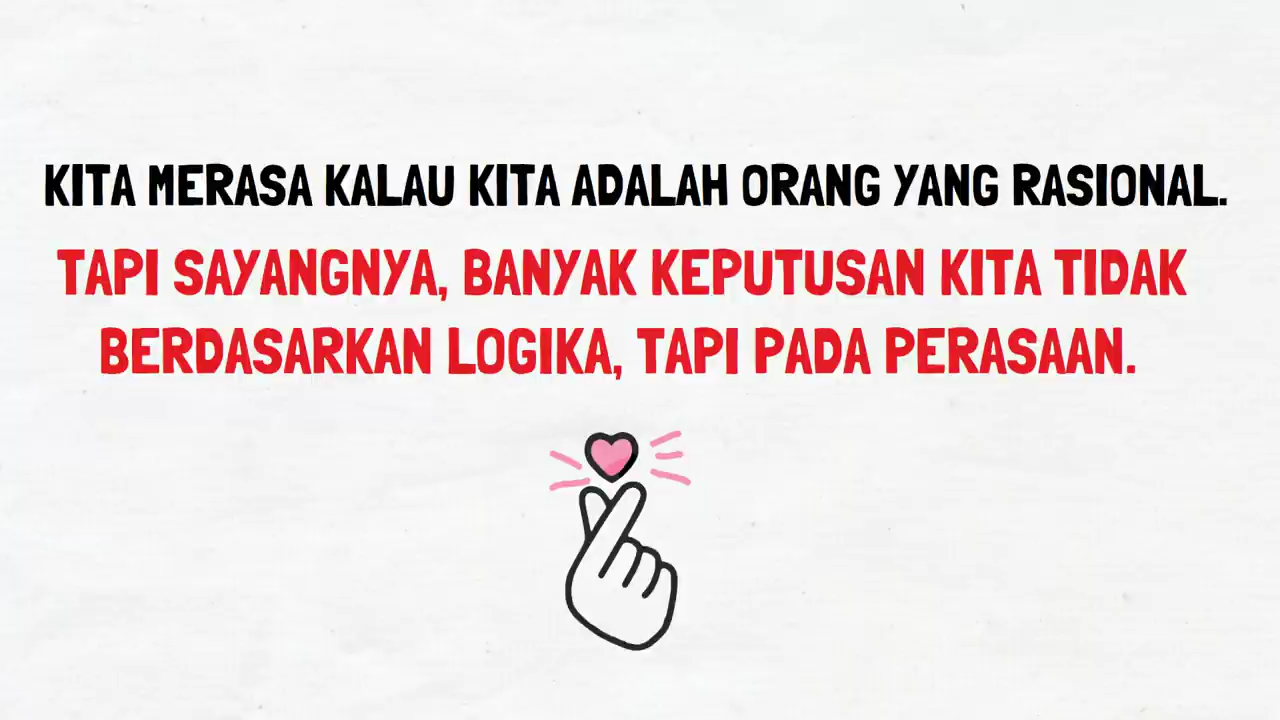 KITA MERASA KALAU KITA ADALAH ORANG YANG RASIONAL.
TAPI SAYANGNYA, BANYAK KEPUTUSAN KITA TIDAK
BERDASARKAN LOGIKA, TAPI PADA PERASAAN.